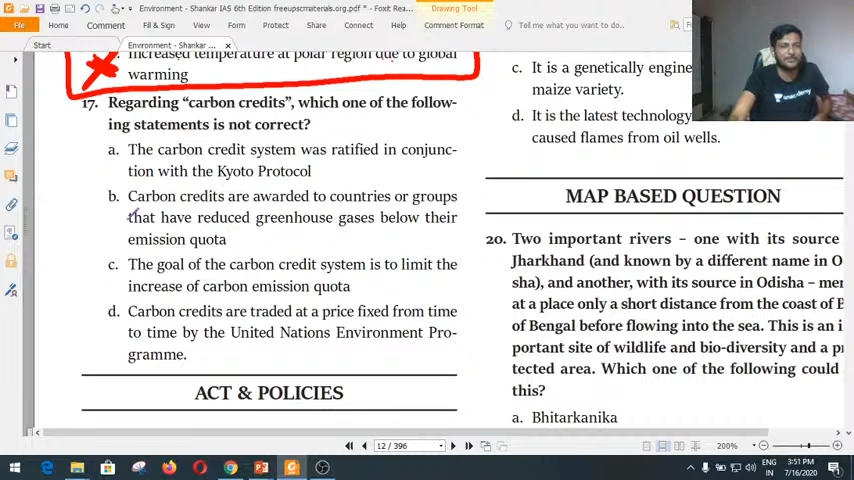 Environment - Shankar IAS 6th Edition freeupscmaterials.org.pdf * - Foxit Reader
Drawing Tool
File
Home
Comment
Fill & Sign
Form
Protect
Share
Help
Comment Format
Tell me what you want to do...
Start
Environment - Shankar ...
Increased temperature at polar region due to global
warming
17. Regarding “carbon credits”, which one of the follow-
ing statements is not correct?
a. The carbon credit system was ratified in conjunc-
tion with the Kyoto Protocol
b. Carbon credits are awarded to countries or groups
that have reduced greenhouse gases below their
emission quota
c. The goal of the carbon credit system is to limit the
increase of carbon emission quota
d. Carbon credits are traded at a price fixed from time
to time by the United Nations Environment Pro-
gramme.
ACT & POLICIES
c. It is a genetically engine
maize variety.
d. It is the latest technology
caused flames from oil wells.
MAP BASED QUESTION
20. Two important rivers – one with its source
Jharkhand (and known by a different name in O
sha), and another, with its source in Odisha – me
at a place only a short distance from the coast of B
of Bengal before flowing into the sea. This is an i
portant site of wildlife and bio-diversity and a p
tected area. Which one of the following could
this?
a. Bhitarkanika
unacademy
12 / 396
200%
ENG
IN
3:51 PM
7/16/2020